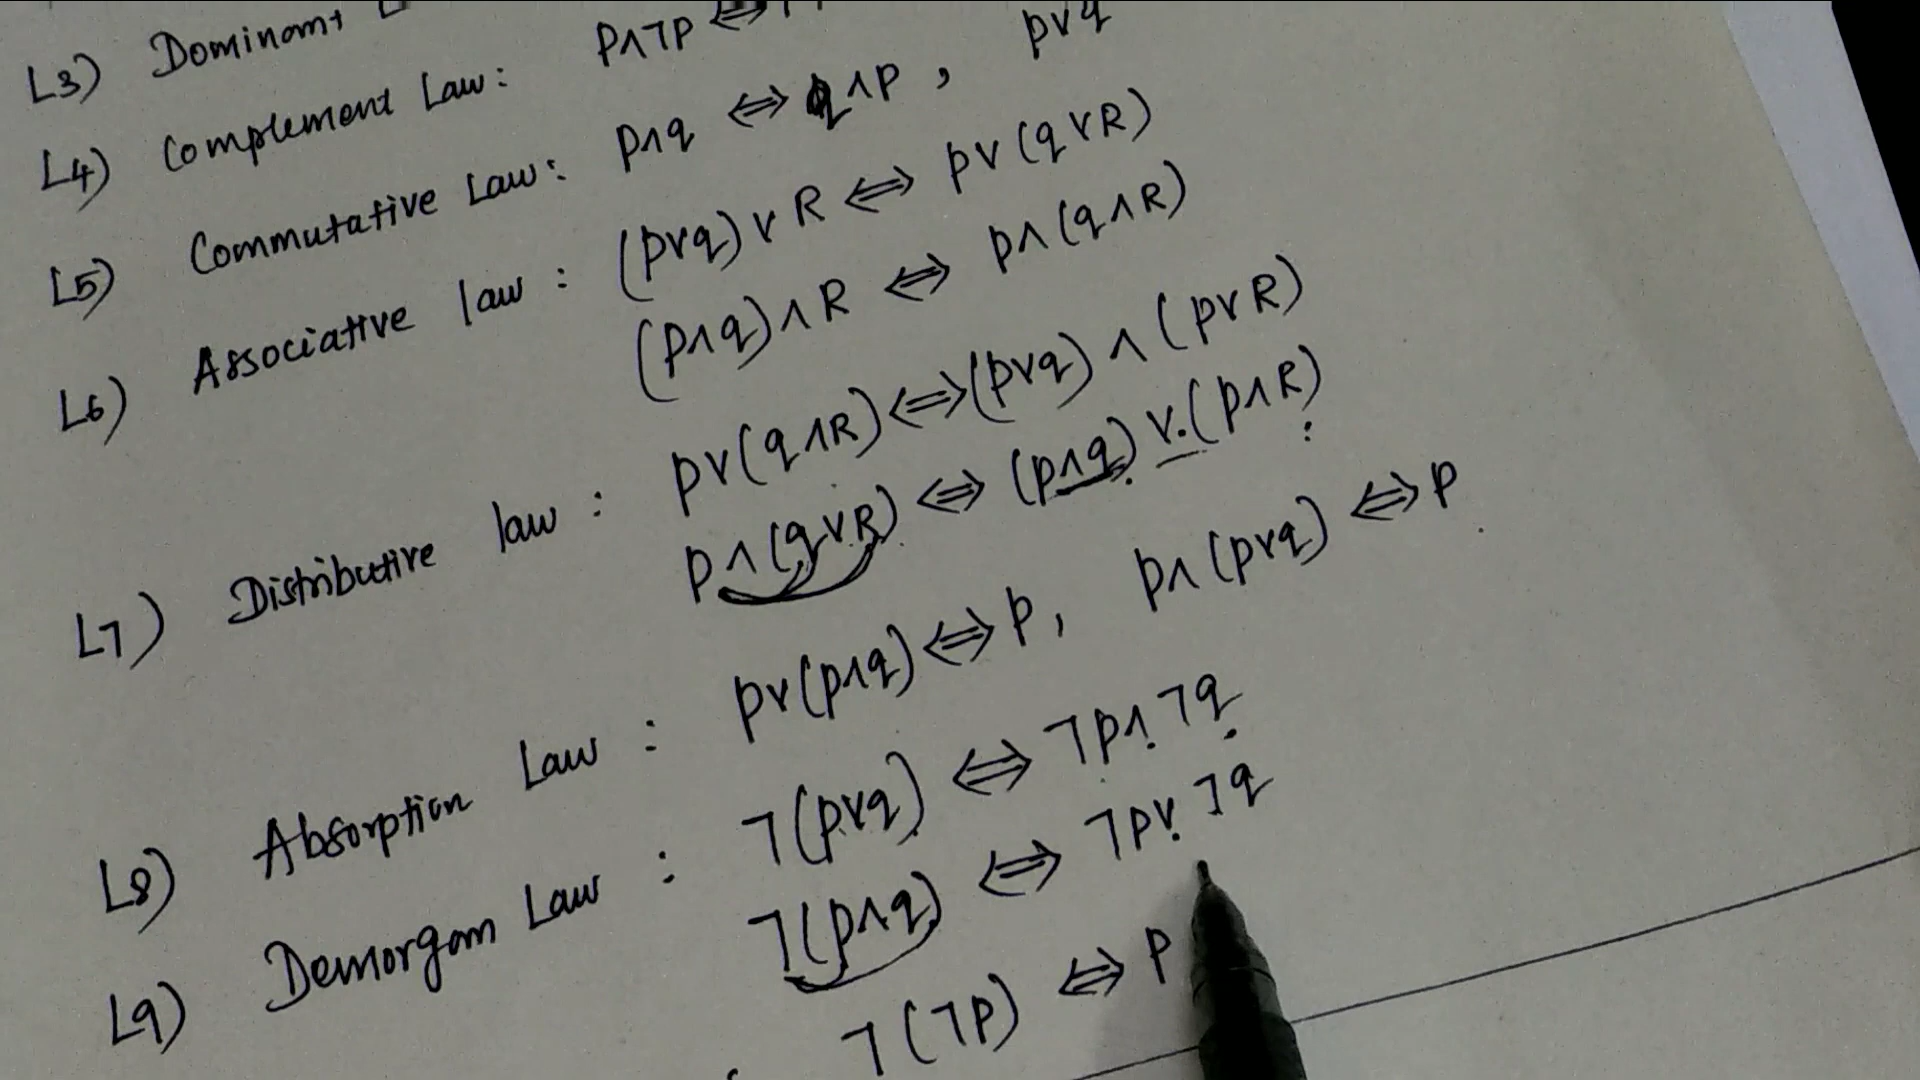 L3) Dominant
L4) Complement Law: P∧¬P ⇔
L5) Commutative Law: p∧q ⇔ q∧p, p∨q
L6) Associative law: (p∨q)∨R ⇔ p∨(q∨R)
(p∧q)∧R ⇔ p∧(q∧R)
L7) Distributive law: p∨(q∧R) ⇔ (p∨q)∧(p∨R)
p∧(q∨R) ⇔ (p∧q)∨(p∧R)
L8) Absorption Law: p∨(p∧q) ⇔ p, p∧(p∨q) ⇔ p.
L9) Demorgan Law: ¬(p∨q) ⇔ ¬p∧¬q
¬(p∧q) ⇔ ¬p∨¬q
¬(¬p) ⇔ p